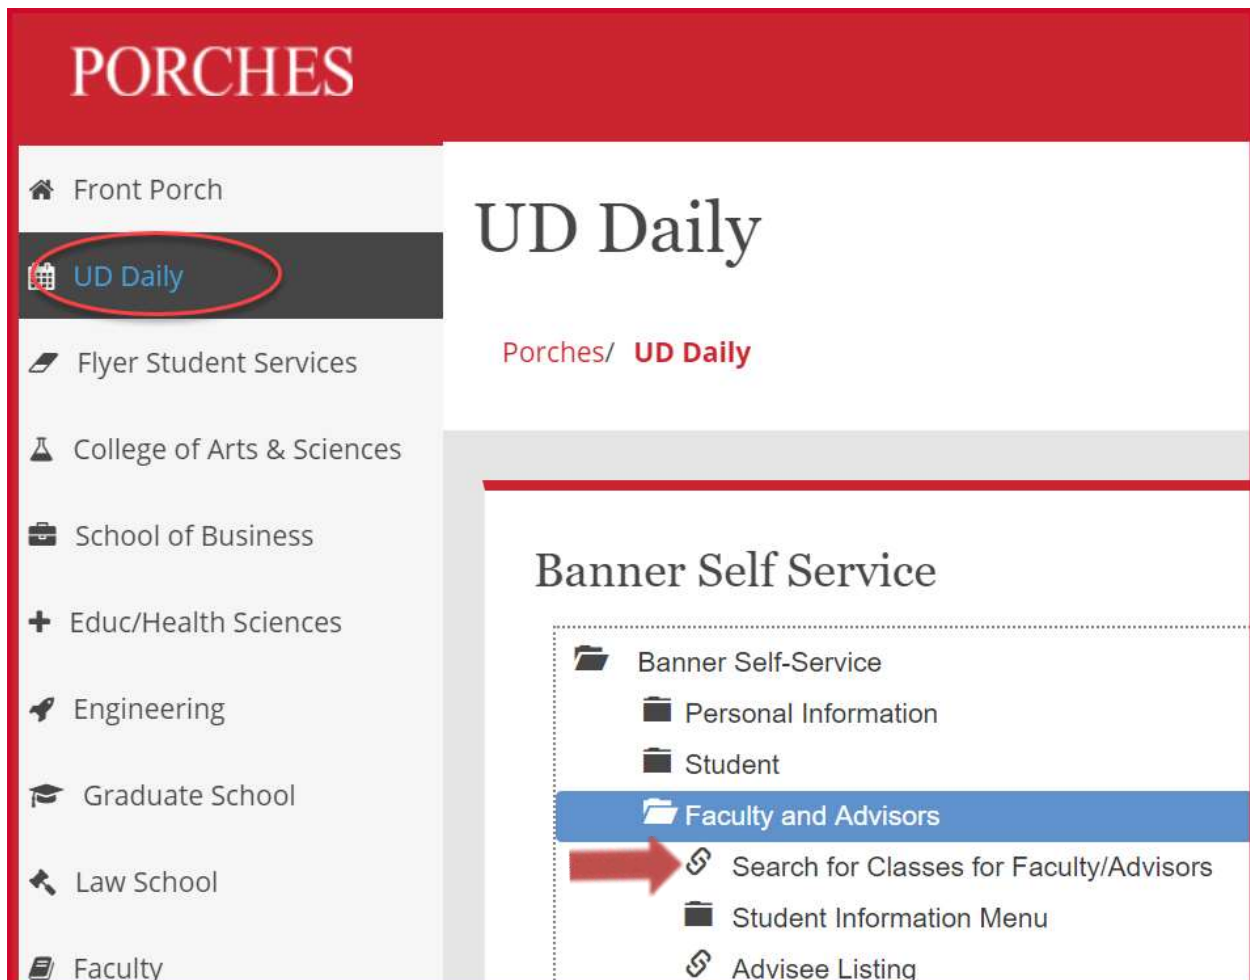 PORCHES
Front Porch
UD Daily
Flyer Student Services
College of Arts & Sciences
School of Business
Educ/Health Sciences
Engineering
Graduate School
Law School
Faculty
UD Daily
Porches/ UD Daily
Banner Self Service
Banner Self-Service
Personal Information
Student
Faculty and Advisors
Search for Classes for Faculty/Advisors
Student Information Menu
Advisee Listing